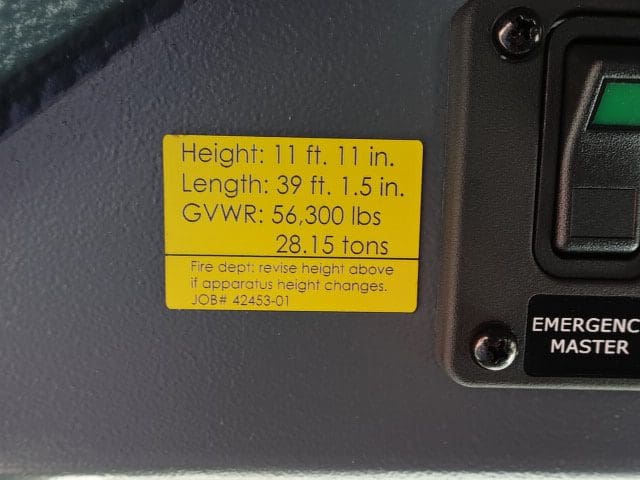 Height: 11 ft. 11 in.
Length: 39 ft. 1.5 in.
GVWR: 56,300 lbs
28.15 tons
Fire dept: revise height above
if apparatus height changes.
JOB# 42453-01
EMERGENC
MASTER